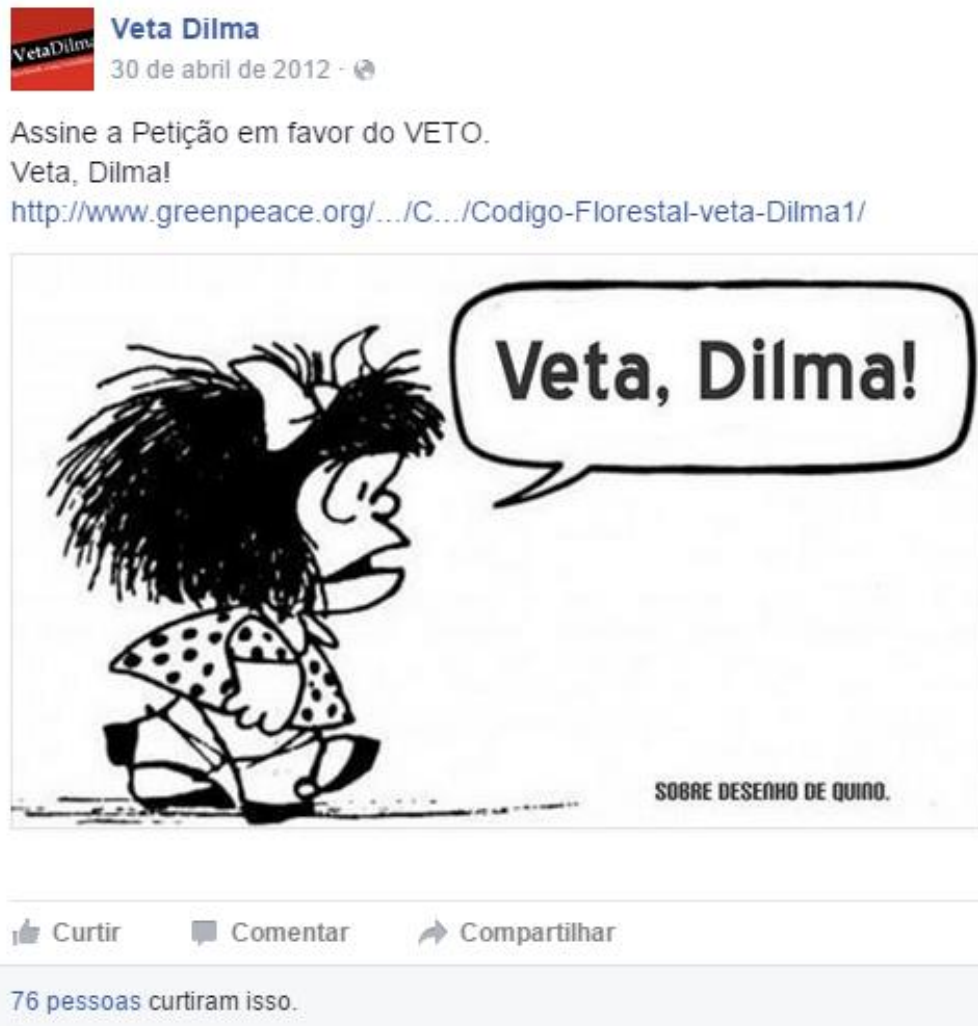 VetaDilma
Veta Dilma
30 de abril de 2012 ·
Assine a Petição em favor do VETO.
Veta, Dilma!
http://www.greenpeace.org/.../C.../Codigo-Florestal-veta-Dilma1/
Veta, Dilma!
SOBRE DESENHO DE QUINO.
Curtir Comentar Compartilhar
76 pessoas curtiram isso.